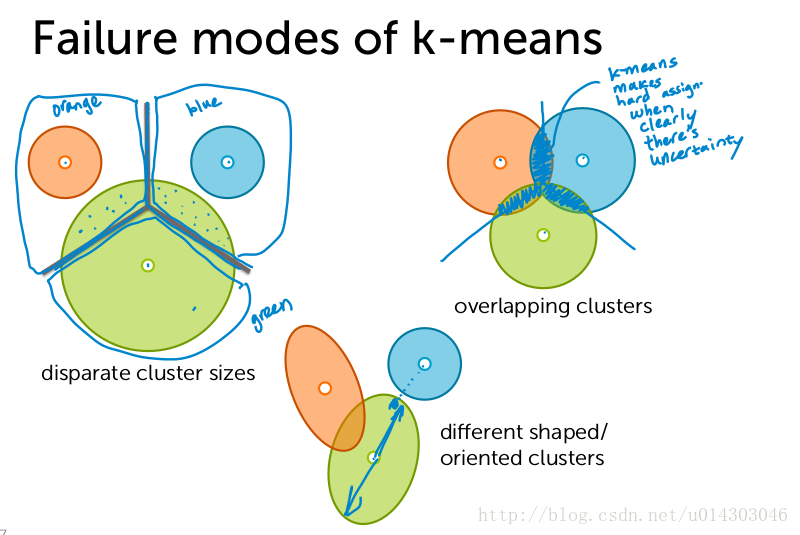 Failure modes of k-means
orange
blue
k-means
makes
hard assign.
when
clearly
there's
uncertainty
green
overlapping clusters
disparate cluster sizes
different shaped/
oriented clusters
http://blog.csdn.net/u014303046
7